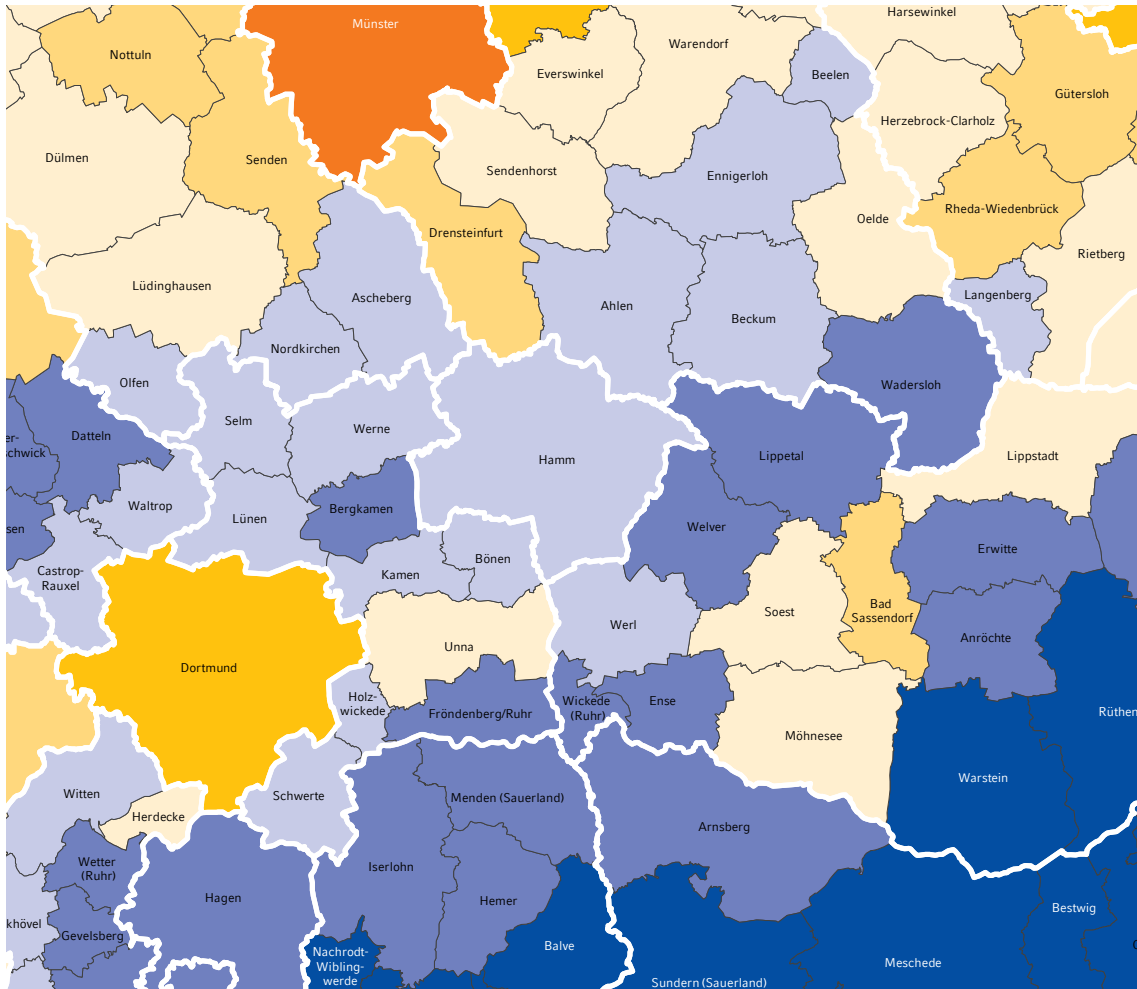 Münster
Harsewinkel
Nottuln
Warendorf
Everswinkel
Beelen
Gütersloh
Herzebrock-Clarholz
Dülmen
Senden
Sendenhorst
Ennigerloh
Rheda-Wiedenbrück
Oelde
Drensteinfurt
Rietberg
Lüdinghausen
Ascheberg
Langenberg
Ahlen
Beckum
Nordkirchen
Olfen
Wadersloh
Selm
Werne
Datteln
er-
schwick
Hamm
Lippetal
Lippstadt
Waltrop
Bergkamen
Lünen
Welver
sen
Erwitte
Bönen
Castrop-
Rauxel
Kamen
Bad
Sassendorf
Soest
Werl
Anröchte
Unna
Dortmund
Holz-
wickede
Wickede
(Ruhr)
Ense
Fröndenberg/Ruhr
Rüthen
Möhnesee
Warstein
Witten
Schwerte
Menden (Sauerland)
Herdecke
Arnsberg
Wetter
(Ruhr)
Iserlohn
Hagen
Hemer
Bestwig
khövel
Gevelsberg
Balve
Nachrodt-
Wibling-
werde
Meschede
Sundern (Sauerland)